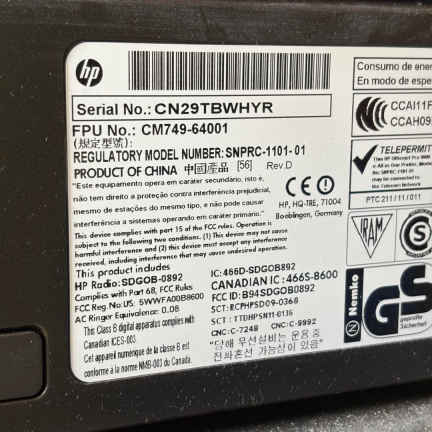 hp
Serial No.: CN29TBWHYR
FPU No.: CM749-64001
(規定型號):
REGULATORY MODEL NUMBER: SNPRC-1101-01
PRODUCT OF CHINA 中國產品 [56] Rev.D
"Este equipamento opera em caráter secundário, isto é,
não tem direito a proteção contra interferência prejudicial,
mesmo de estações do mesmo tipo, e não pode causar
interferência a sistemas operando em caráter primário."
CE
HP, HQ-TRE, 71004
Boeblingen, Germany
This device complies with part 15 of the FCC rules. Operation is
subject to the following two conditions. (1) This device may not cause
harmful interference and (2) this device must accept any interference
received, including interference that may cause undesired operation.
This product includes
HP Radio: SDGOB-0892
Complies with Part 68, FCC Rules
FCC Reg.No:US: 5WWFA00B8600
AC Ringer Equivalence: 0.0B
This Class B digital apparatus complies with
Canadian ICES-003.
Cet appareil numérique de la classe B est
conforme à la norme NMB-003 du Canada.
IC: 466D-SDGOB892
CANADIAN IC: 466S-B600
FCC ID: B94SDGOB0892
SCT: RCPHPSD09-0368
SCT: TTDHPSN11-0136
CNC: C-7248 CNC: C-9992
"당해 무선설비는 운용 중
전파혼선 가능성이 있음"
Consumo de ener
En modo de espe
CCAI11F
CCAH09
TELEPERMIT
PTC 211/11/011
IRAM
S
Nemko
GS
geprüfte
Sicherheit